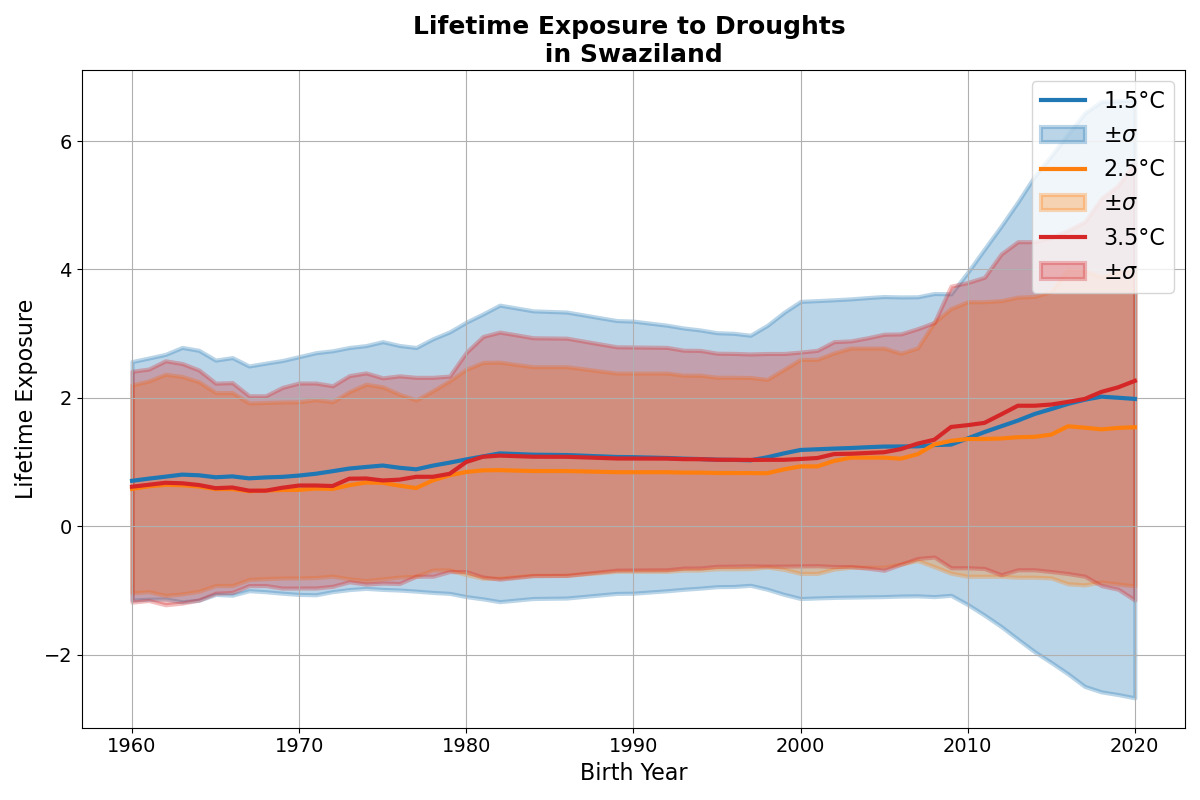 Lifetime Exposure to Droughts
in Swaziland
Lifetime Exposure
6
4
2
0
−2
1960
1970
1980
1990
2000
2010
2020
Birth Year
1.5°C
±σ
2.5°C
±σ
3.5°C
±σ